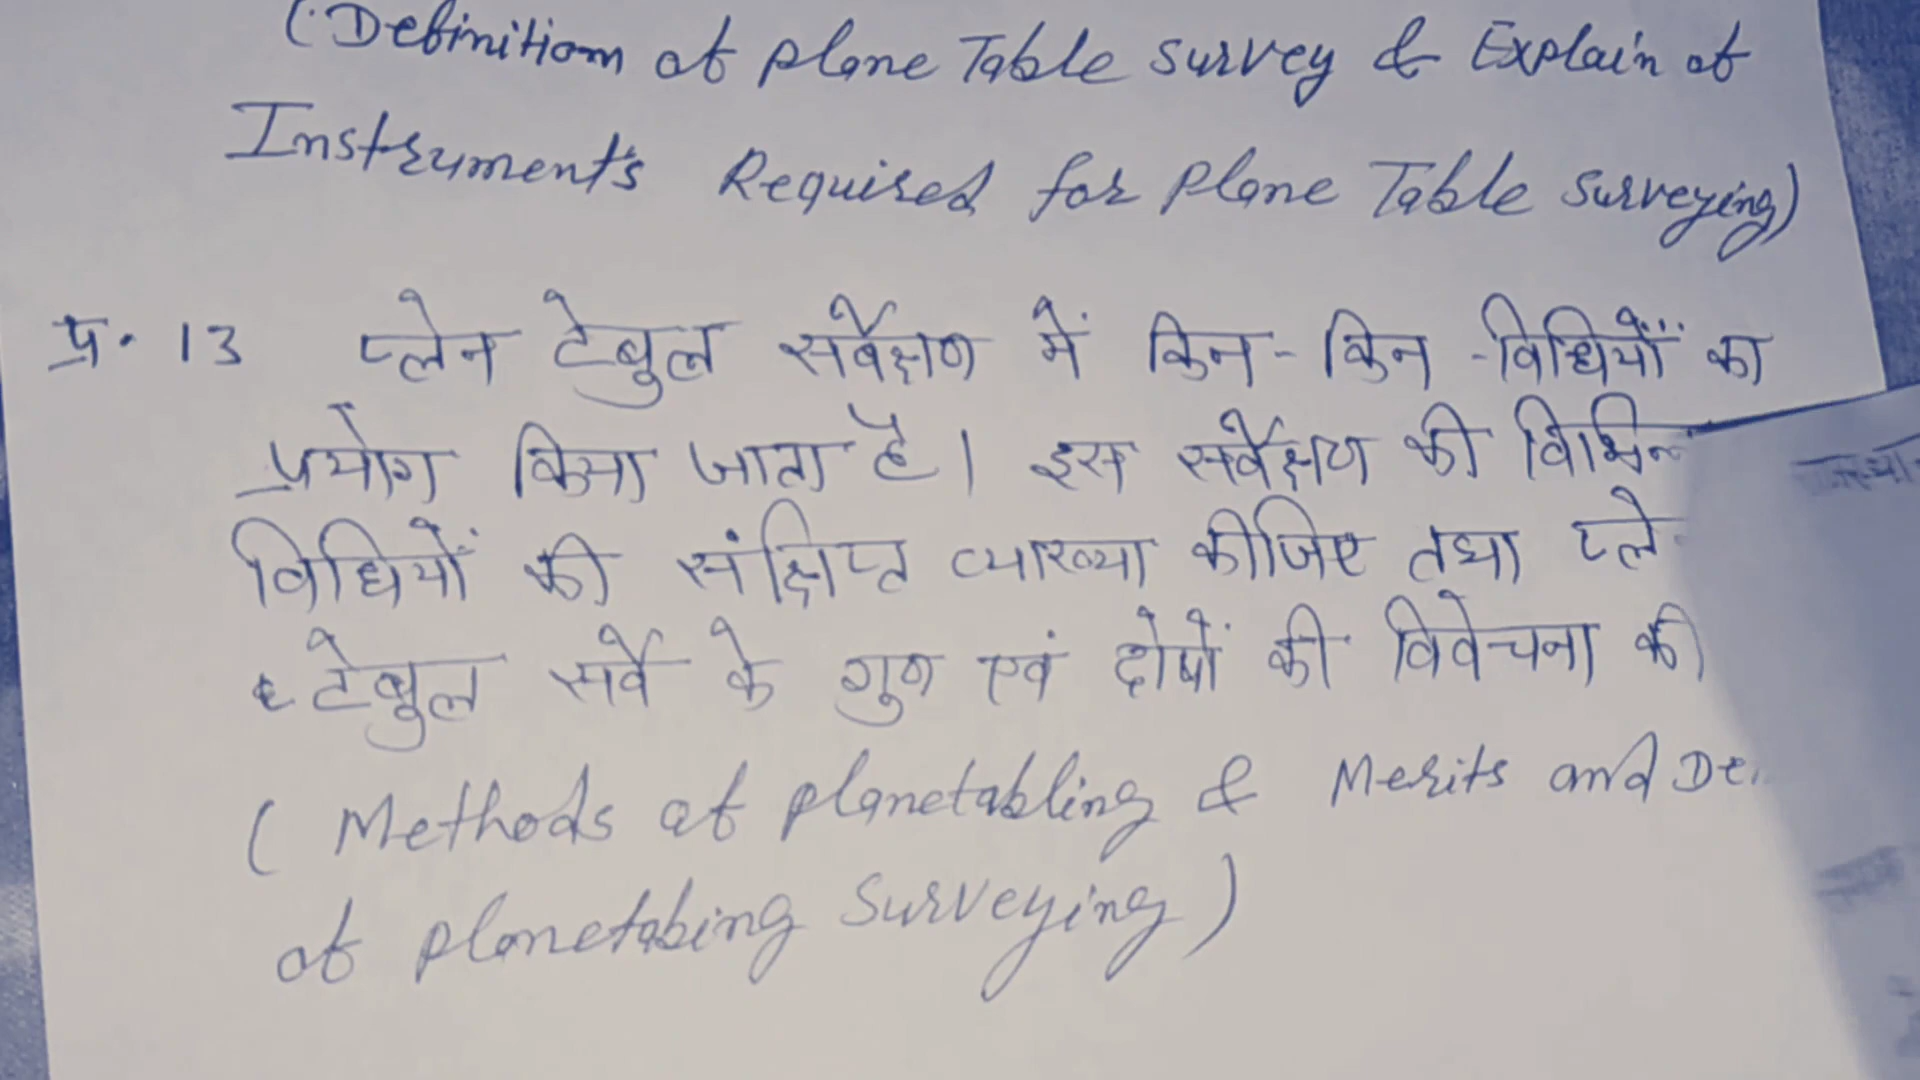 (Definition of plane Table survey & Explain of
Instruments Required for plane Table surveying)
प्र. 13 प्लेन टेबुल सर्वेक्षण में किन-किन-विधियों का
प्रयोग किया जाता है। इस सर्वेक्षण की विभिन्न
विधियों की संक्षिप्त व्याख्या कीजिए तथा प्ले
टेबुल सर्वे के गुण एवं दोषों की विवेचना की
(Methods of planetabling & Merits and De
of planetabing Surveying)